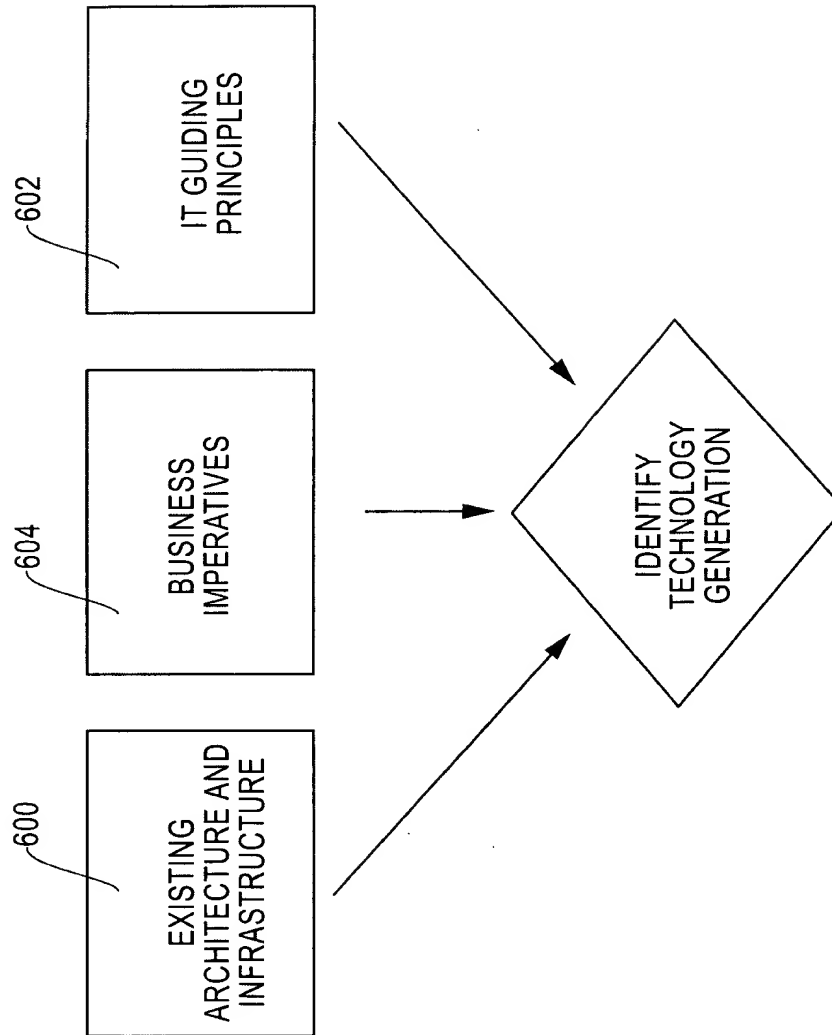 600
EXISTING
ARCHITECTURE AND
INFRASTRUCTURE
604
BUSINESS
IMPERATIVES
602
IT GUIDING
PRINCIPLES
IDENTIFY
TECHNOLOGY
GENERATION